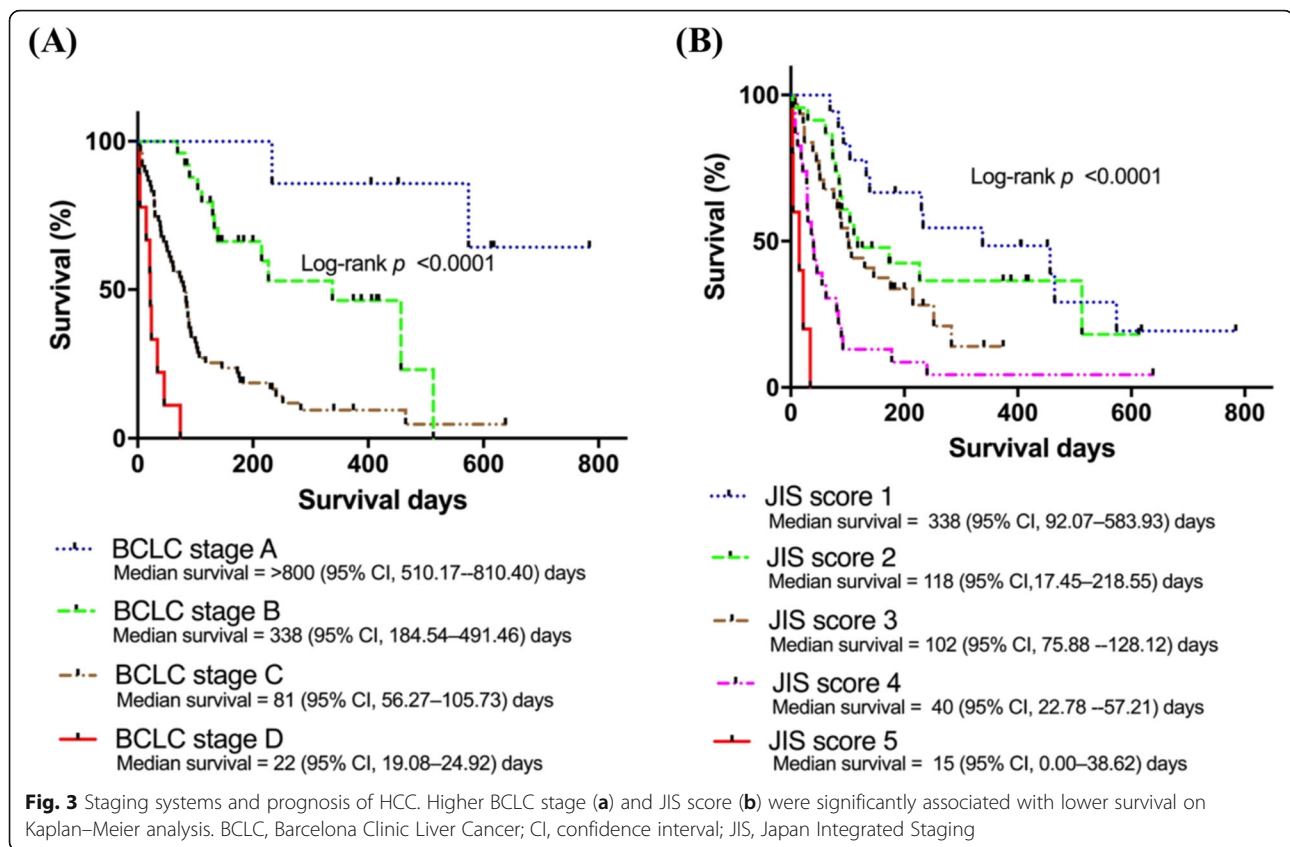 (A)
Survival (%)
100
50
0
0 200 400 600 800
Survival days
Log-rank p <0.0001
BCLC stage A
Median survival = >800 (95% CI, 510.17--810.40) days
BCLC stage B
Median survival = 338 (95% CI, 184.54–491.46) days
BCLC stage C
Median survival = 81 (95% CI, 56.27–105.73) days
BCLC stage D
Median survival = 22 (95% CI, 19.08–24.92) days
(B)
Survival (%)
100
50
0
0 200 400 600 800
Survival days
Log-rank p <0.0001
JIS score 1
Median survival = 338 (95% CI, 92.07–583.93) days
JIS score 2
Median survival = 118 (95% CI,17.45–218.55) days
JIS score 3
Median survival = 102 (95% CI, 75.88 --128.12) days
JIS score 4
Median survival = 40 (95% CI, 22.78 --57.21) days
JIS score 5
Median survival = 15 (95% CI, 0.00–38.62) days
Fig. 3 Staging systems and prognosis of HCC. Higher BCLC stage (a) and JIS score (b) were significantly associated with lower survival on
Kaplan–Meier analysis. BCLC, Barcelona Clinic Liver Cancer; CI, confidence interval; JIS, Japan Integrated Staging